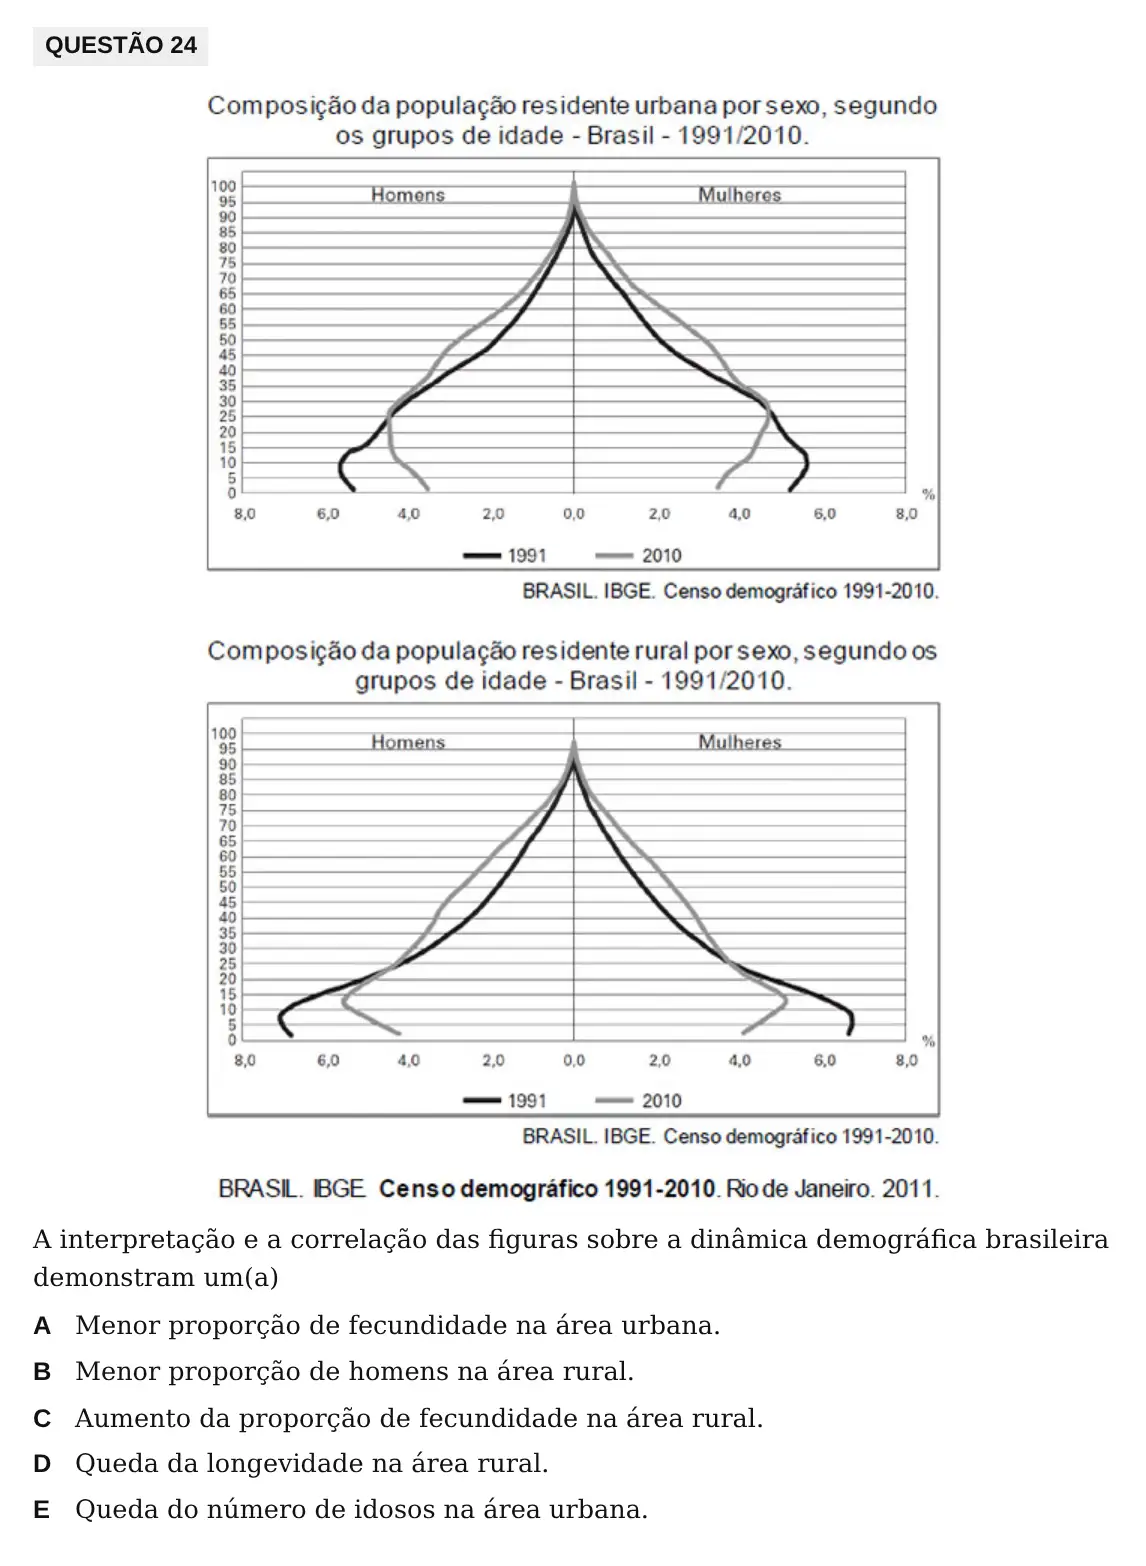 QUESTÃO 24
Composição da população residente urbana por sexo, segundo
os grupos de idade - Brasil - 1991/2010.
Homens Mulheres
100
95
90
85
80
75
70
65
60
55
50
45
40
35
30
25
20
15
10
5
0 %
8,0 6,0 4,0 2,0 0,0 2,0 4,0 6,0 8,0
1991 2010
BRASIL. IBGE. Censo demográfico 1991-2010.
Composição da população residente rural por sexo, segundo os
grupos de idade - Brasil - 1991/2010.
Homens Mulheres
100
95
90
85
80
75
70
65
60
55
50
45
40
35
30
25
20
15
10
5
0 %
8,0 6,0 4,0 2,0 0,0 2,0 4,0 6,0 8,0
1991 2010
BRASIL. IBGE. Censo demográfico 1991-2010.
BRASIL. IBGE. Censo demográfico 1991-2010. Rio de Janeiro. 2011.
A interpretação e a correlação das figuras sobre a dinâmica demográfica brasileira
demonstram um(a)
A Menor proporção de fecundidade na área urbana.
B Menor proporção de homens na área rural.
C Aumento da proporção de fecundidade na área rural.
D Queda da longevidade na área rural.
E Queda do número de idosos na área urbana.